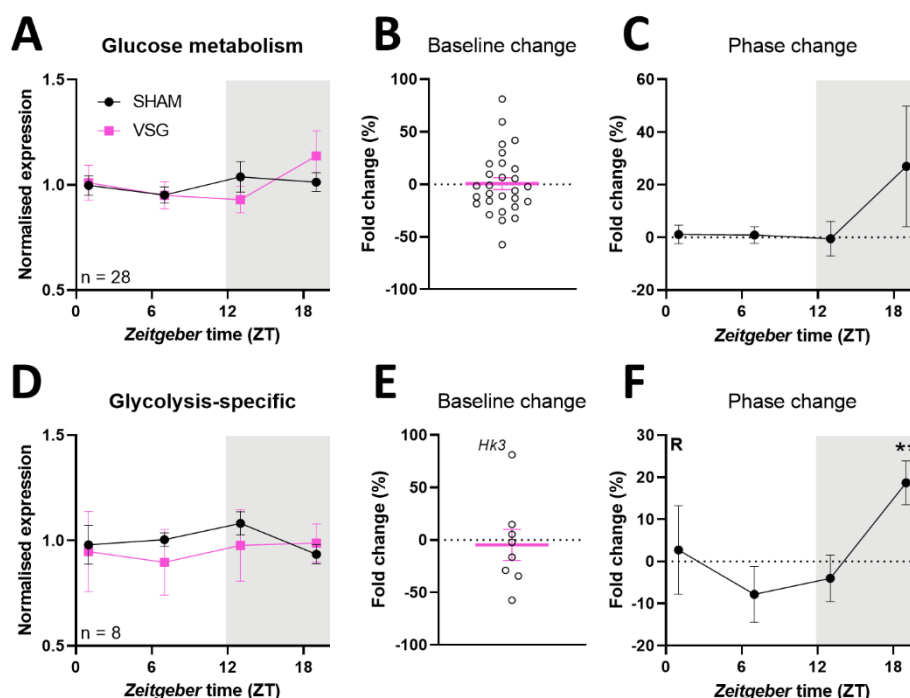 A Glucose metabolism
B Baseline change
C Phase change
Normalised expression
1.5
1.0
0.5
SHAM
VSG
n = 28
0 6 12 18
Zeitgeber time (ZT)
Fold change (%)
100
50
0
-50
-100
Fold change (%)
60
40
20
0
-20
0 6 12 18
Zeitgeber time (ZT)
D Glycolysis-specific
E Baseline change
F Phase change
Normalised expression
1.5
1.0
0.5
n = 8
0 6 12 18
Zeitgeber time (ZT)
Fold change (%)
100
50
0
-50
-100
Hk3
Fold change (%)
30
20
10
0
-10
-20
R
**
0 6 12 18
Zeitgeber time (ZT)